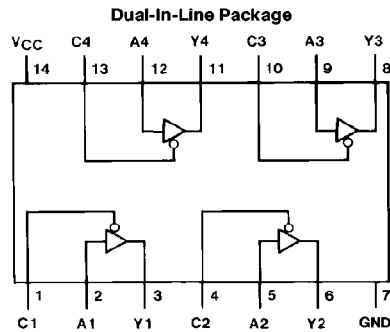 Dual-In-Line Package
VCC C4 A4 Y4 C3 A3 Y3
14 13 12 11 10 9 8
1 2 3 4 5 6 7
C1 A1 Y1 C2 A2 Y2 GND